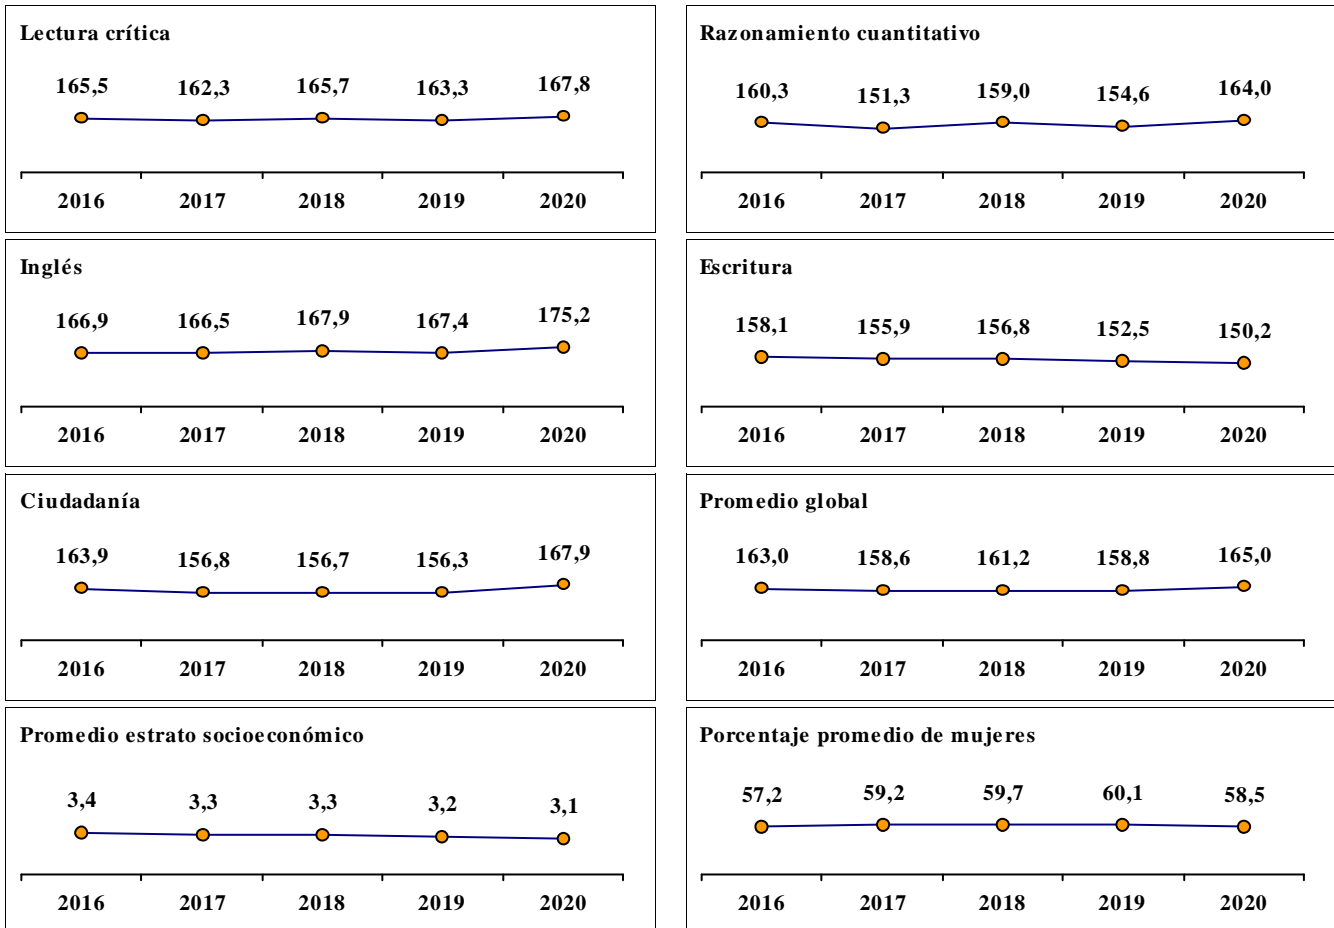 Lectura crítica
165,5 162,3 165,7 163,3 167,8
2016 2017 2018 2019 2020
Razonamiento cuantitativo
160,3 151,3 159,0 154,6 164,0
2016 2017 2018 2019 2020
Inglés
166,9 166,5 167,9 167,4 175,2
2016 2017 2018 2019 2020
Escritura
158,1 155,9 156,8 152,5 150,2
2016 2017 2018 2019 2020
Ciudadanía
163,9 156,8 156,7 156,3 167,9
2016 2017 2018 2019 2020
Promedio global
163,0 158,6 161,2 158,8 165,0
2016 2017 2018 2019 2020
Promedio estrato socioeconómico
3,4 3,3 3,3 3,2 3,1
2016 2017 2018 2019 2020
Porcentaje promedio de mujeres
57,2 59,2 59,7 60,1 58,5
2016 2017 2018 2019 2020